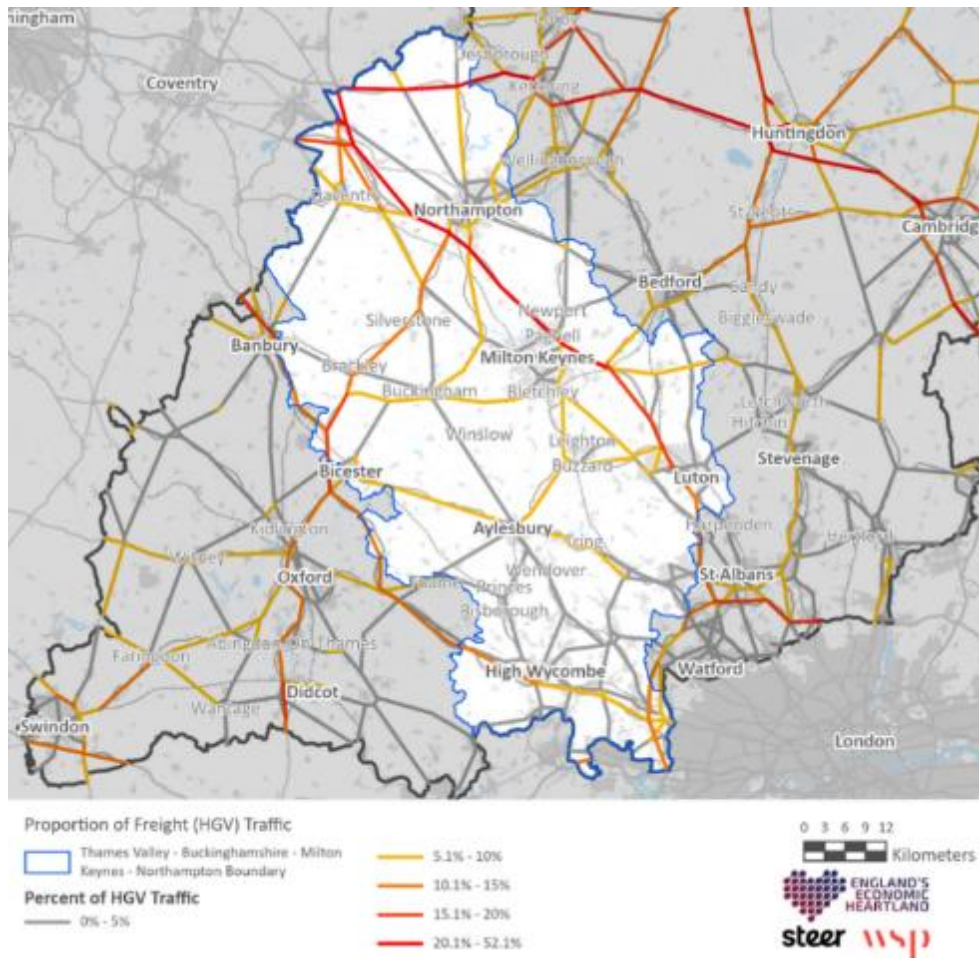 Coventry
Huntingdon
Northampton
Cambridg
Bedford
Sandy
Biggleswade
Newport
Pagnell
Silverstone
Banbury
Brackley
Milton Keynes
Buckingham
Bletchley
Hitchin
Winslow
Leighton
Buzzard
Stevenage
Bicester
Luton
Aylesbury
Harpenden
Tring
Kidlington
Witney
Wendover
St Albans
Oxford
Princes
Risborough
Abingdon On Thames
Faringdon
High Wycombe
Watford
Didcot
Wantage
Swindon
London
Proportion of Freight (HGV) Traffic
Thames Valley - Buckinghamshire - Milton
Keynes - Northampton Boundary
Percent of HGV Traffic
0% - 5%
5.1% - 10%
10.1% - 15%
15.1% - 20%
20.1% - 52.1%
0 3 6 9 12
Kilometers
ENGLAND'S
ECONOMIC
HEARTLAND
steer wsp